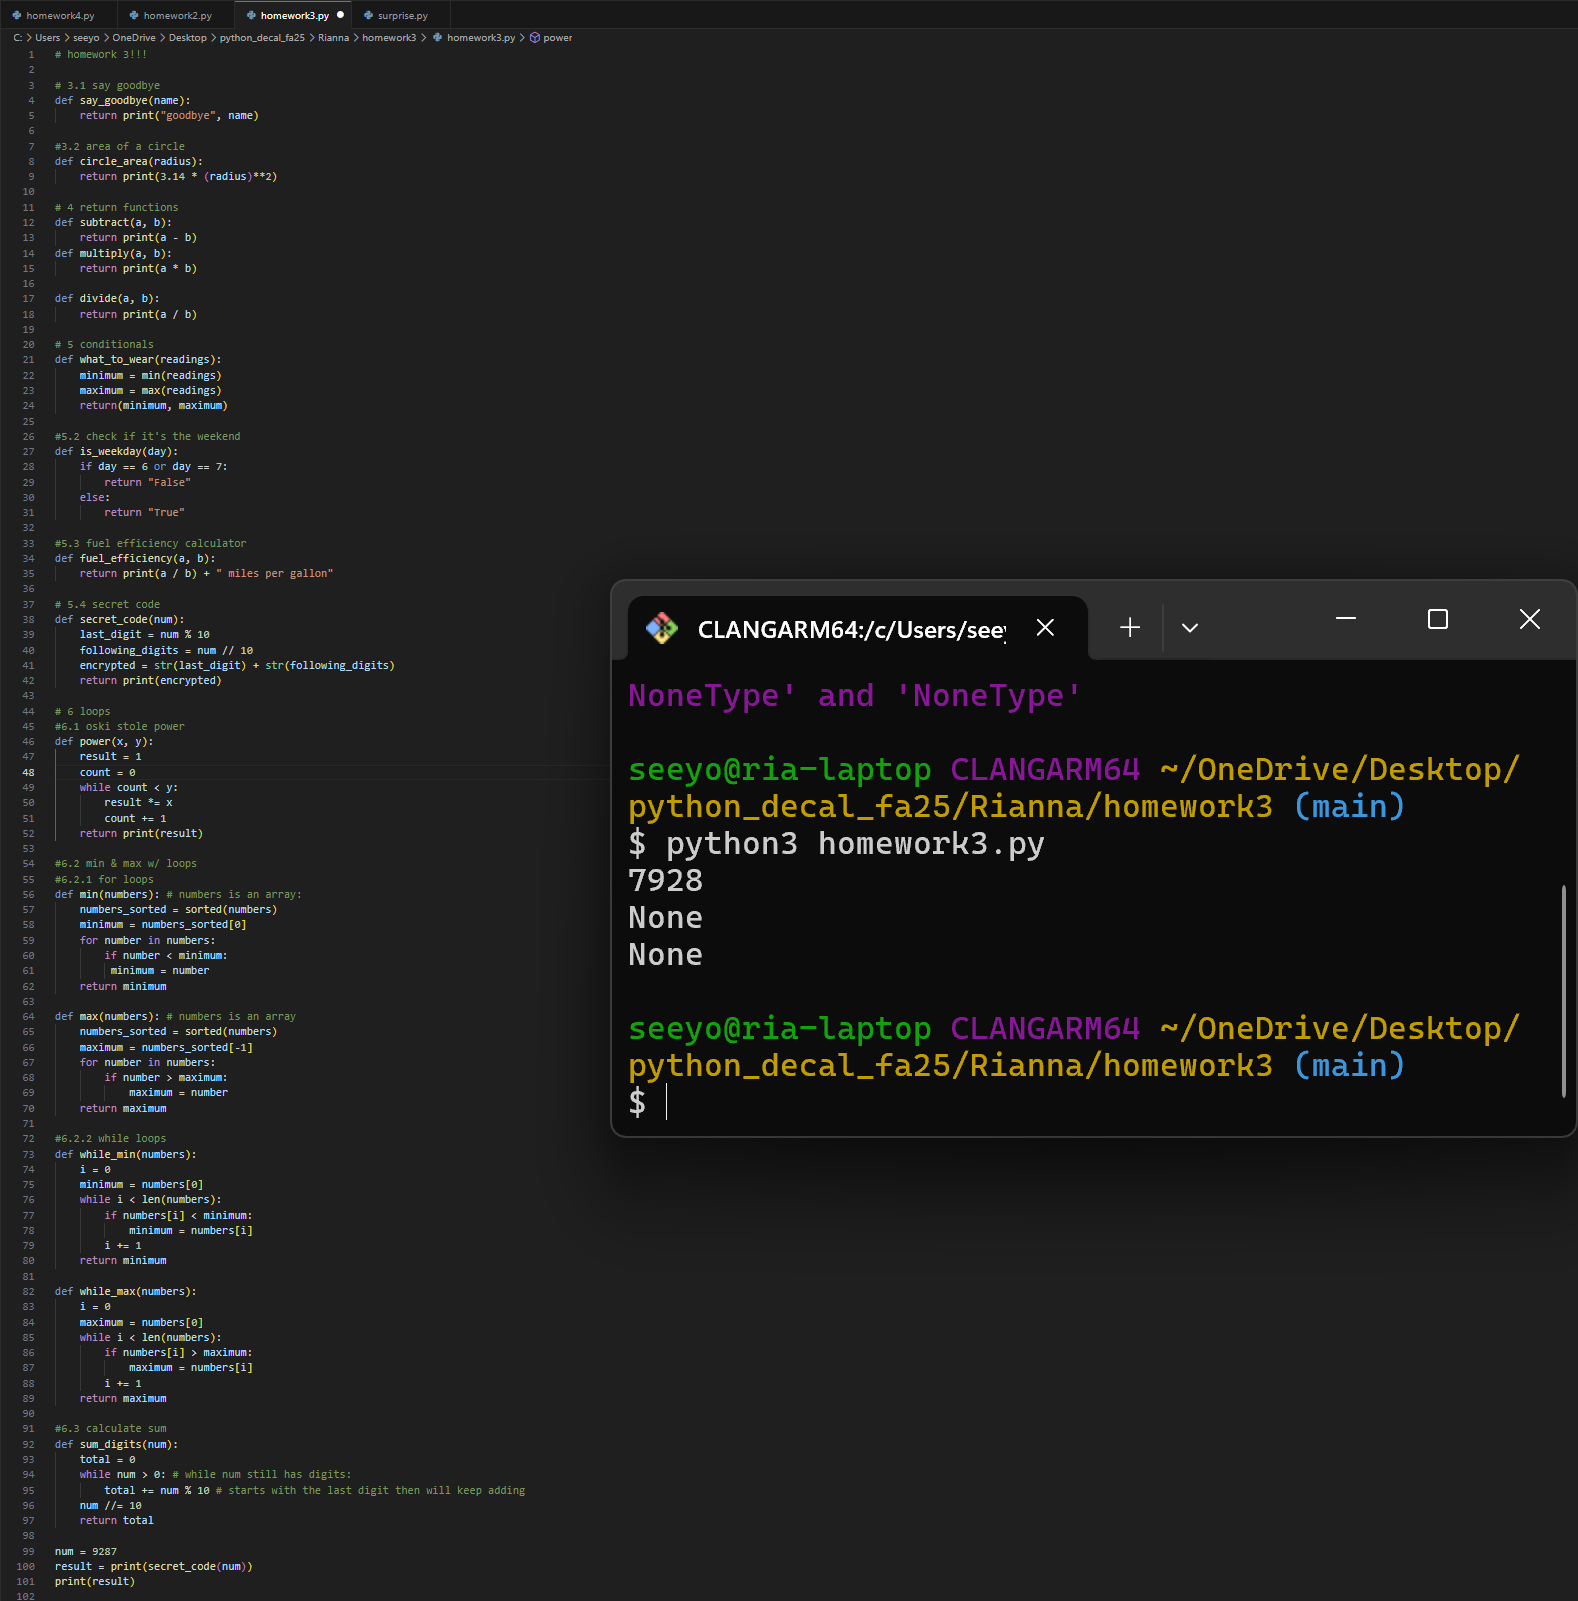 homework4.py homework2.py homework3.py surprise.py
C: > Users > seeyo > OneDrive > Desktop > python_decal_fa25 > Rianna > homework3 > homework3.py > power
1 # homework 3!!!
2
3 # 3.1 say goodbye
4 def say_goodbye(name):
5 return print("goodbye", name)
6
7 #3.2 area of a circle
8 def circle_area(radius):
9 return print(3.14 * (radius)**2)
10
11 # 4 return functions
12 def subtract(a, b):
13 return print(a - b)
14 def multiply(a, b):
15 return print(a * b)
16
17 def divide(a, b):
18 return print(a / b)
19
20 # 5 conditionals
21 def what_to_wear(readings):
22 minimum = min(readings)
23 maximum = max(readings)
24 return(minimum, maximum)
25
26 #5.2 check if it's the weekend
27 def is_weekday(day):
28 if day == 6 or day == 7:
29 return "False"
30 else:
31 return "True"
32
33 #5.3 fuel efficiency calculator
34 def fuel_efficiency(a, b):
35 return print(a / b) + " miles per gallon"
36
37 # 5.4 secret code
38 def secret_code(num):
39 last_digit = num % 10
40 following_digits = num // 10
41 encrypted = str(last_digit) + str(following_digits)
42 return print(encrypted)
43
44 # 6 loops
45 #6.1 oski stole power
46 def power(x, y):
47 result = 1
48 count = 0
49 while count < y:
50 result *= x
51 count += 1
52 return print(result)
53
54 #6.2 min & max w/ loops
55 #6.2.1 for loops
56 def min(numbers): # numbers is an array:
57 numbers_sorted = sorted(numbers)
58 minimum = numbers_sorted[0]
59 for number in numbers:
60 if number < minimum:
61 minimum = number
62 return minimum
63
64 def max(numbers): # numbers is an array
65 numbers_sorted = sorted(numbers)
66 maximum = numbers_sorted[-1]
67 for number in numbers:
68 if number > maximum:
69 maximum = number
70 return maximum
71
72 #6.2.2 while loops
73 def while_min(numbers):
74 i = 0
75 minimum = numbers[0]
76 while i < len(numbers):
77 if numbers[i] < minimum:
78 minimum = numbers[i]
79 i += 1
80 return minimum
81
82 def while_max(numbers):
83 i = 0
84 maximum = numbers[0]
85 while i < len(numbers):
86 if numbers[i] > maximum:
87 maximum = numbers[i]
88 i += 1
89 return maximum
90
91 #6.3 calculate sum
92 def sum_digits(num):
93 total = 0
94 while num > 0: # while num still has digits:
95 total += num % 10 # starts with the last digit then will keep adding
96 num //= 10
97 return total
98
99 num = 9287
100 result = print(secret_code(num))
101 print(result)
102
CLANGARM64:/c/Users/seey
NoneType' and 'NoneType'
seeyo@ria-laptop CLANGARM64 ~/OneDrive/Desktop/
python_decal_fa25/Rianna/homework3 (main)
$ python3 homework3.py
7928
None
None
seeyo@ria-laptop CLANGARM64 ~/OneDrive/Desktop/
python_decal_fa25/Rianna/homework3 (main)
$